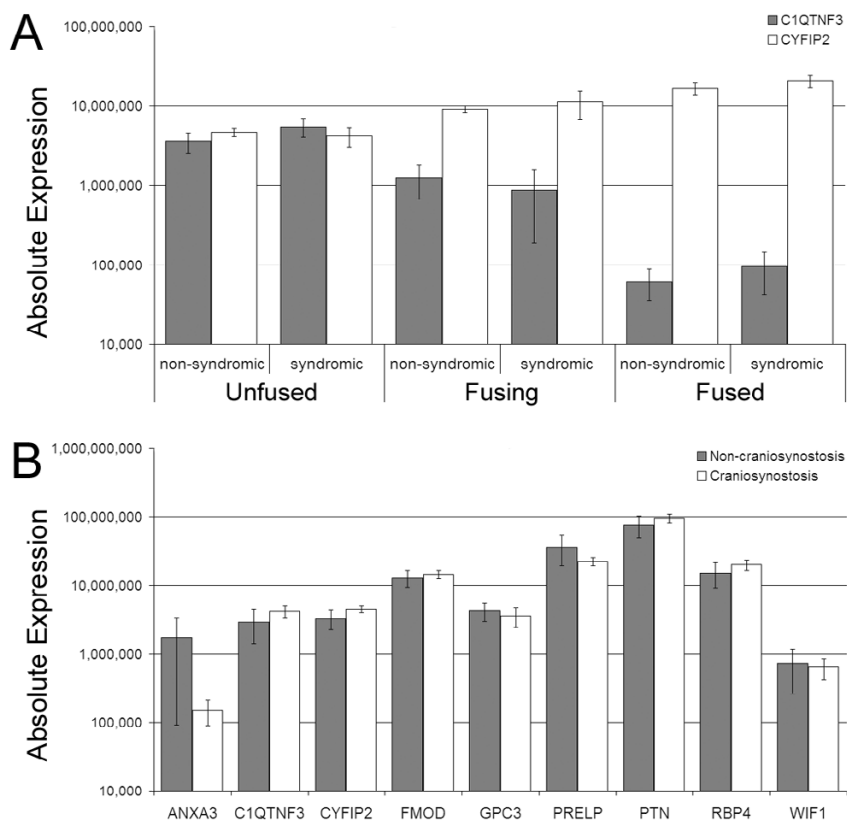 A
100,000,000
C1QTNF3
CYFIP2
10,000,000
1,000,000
100,000
10,000
Absolute Expression
non-syndromic syndromic non-syndromic syndromic non-syndromic syndromic
Unfused Fusing Fused
B
1,000,000,000
Non-craniosynostosis
Craniosynostosis
100,000,000
10,000,000
1,000,000
100,000
10,000
Absolute Expression
ANXA3 C1QTNF3 CYFIP2 FMOD GPC3 PRELP PTN RBP4 WIF1